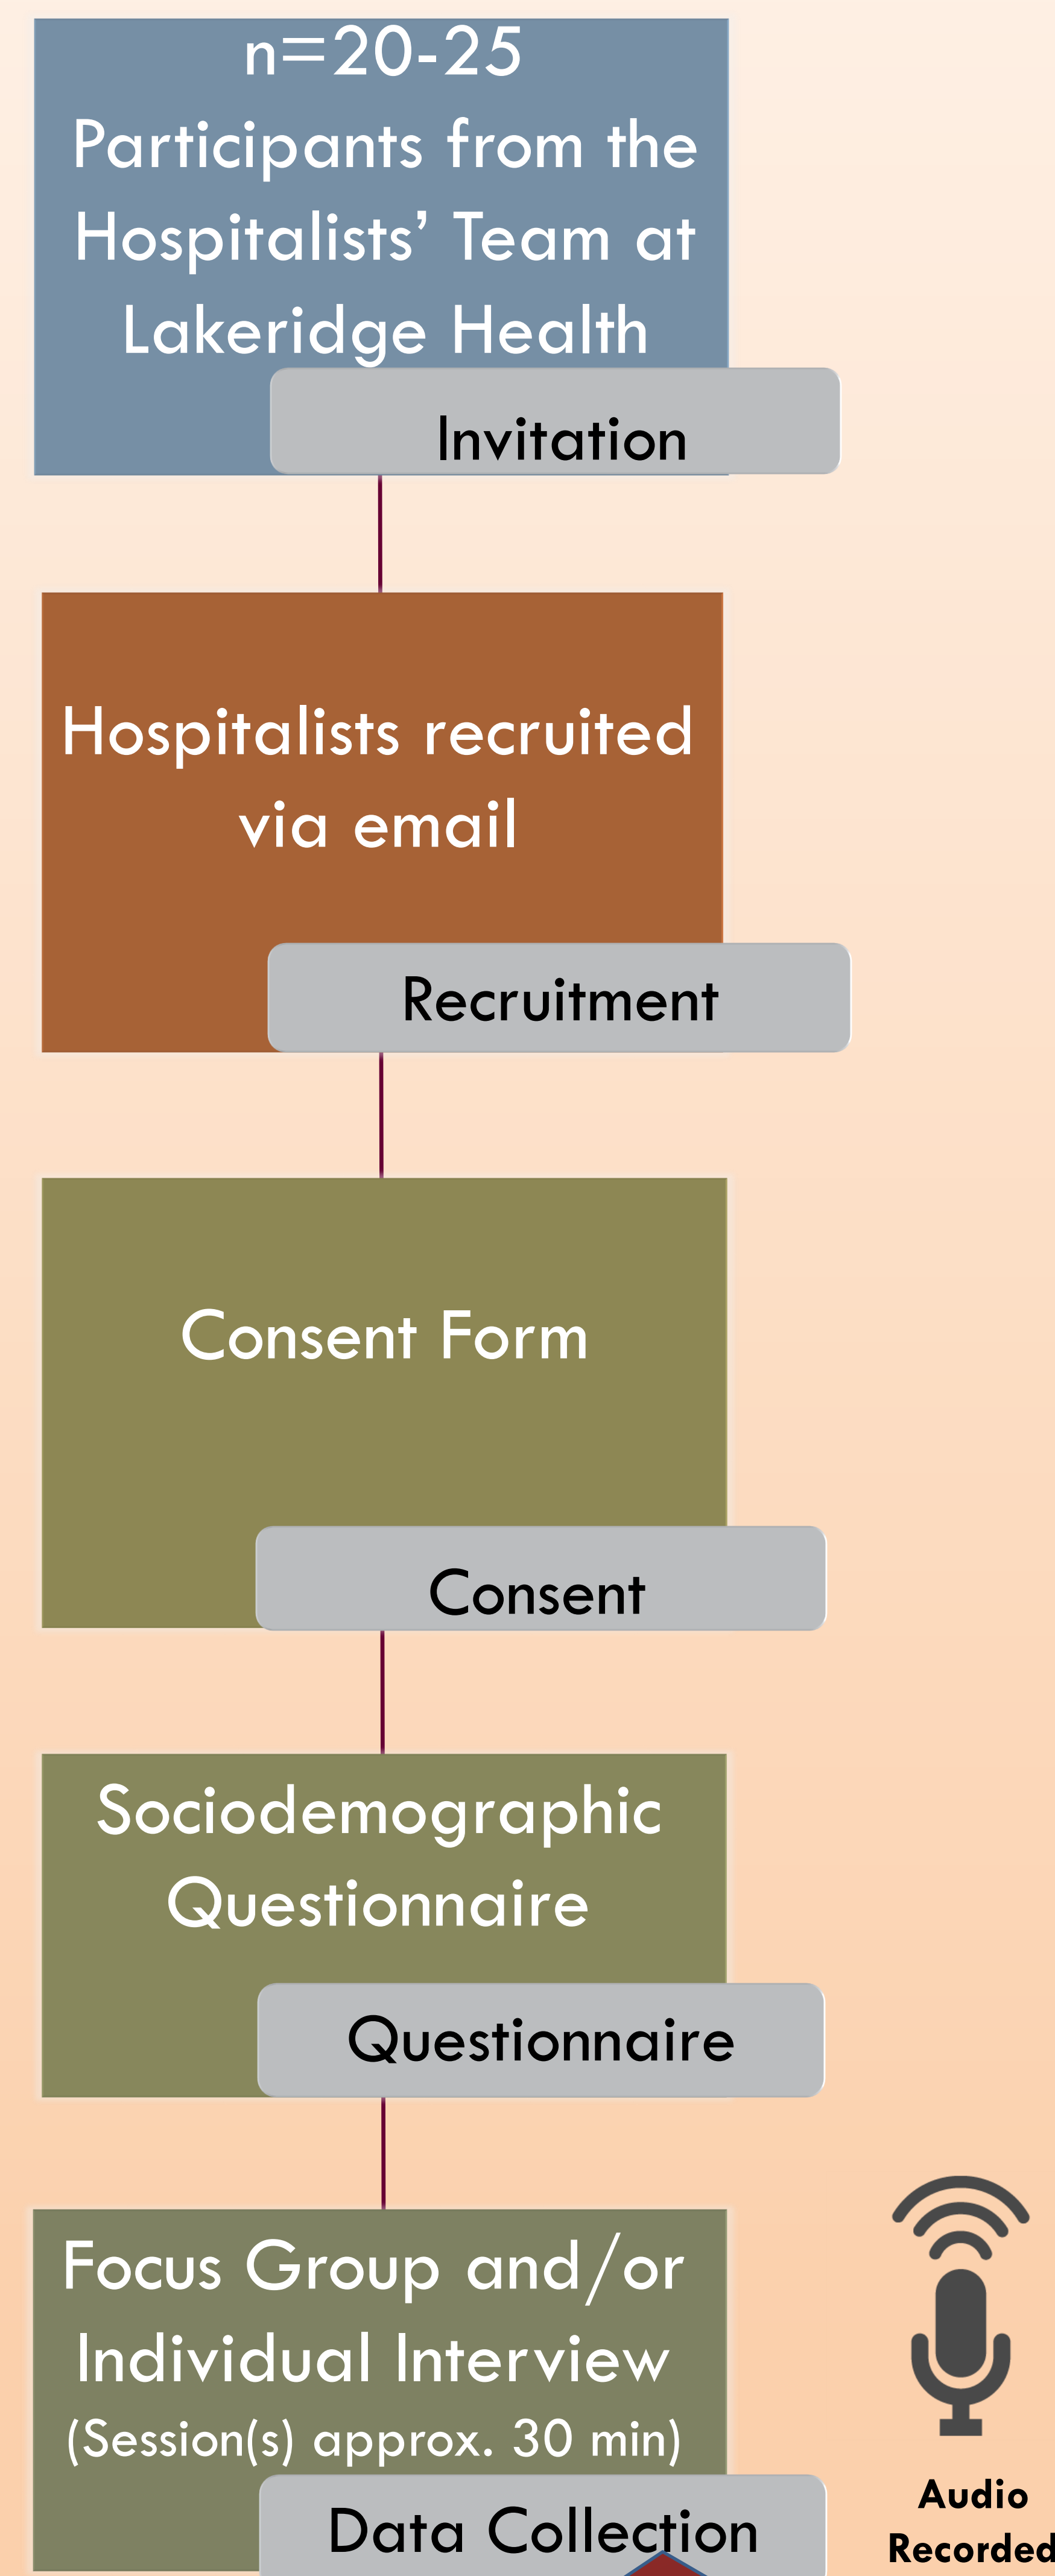 n=20-25
Participants from the
Hospitalists’ Team at
Lakeridge Health
Invitation
Hospitalists recruited
via email
Recruitment
Consent Form
Consent
Sociodemographic
Questionnaire
Questionnaire
Focus Group and/or
Individual Interview
(Session(s) approx. 30 min)
Data Collection
Audio
Recorded